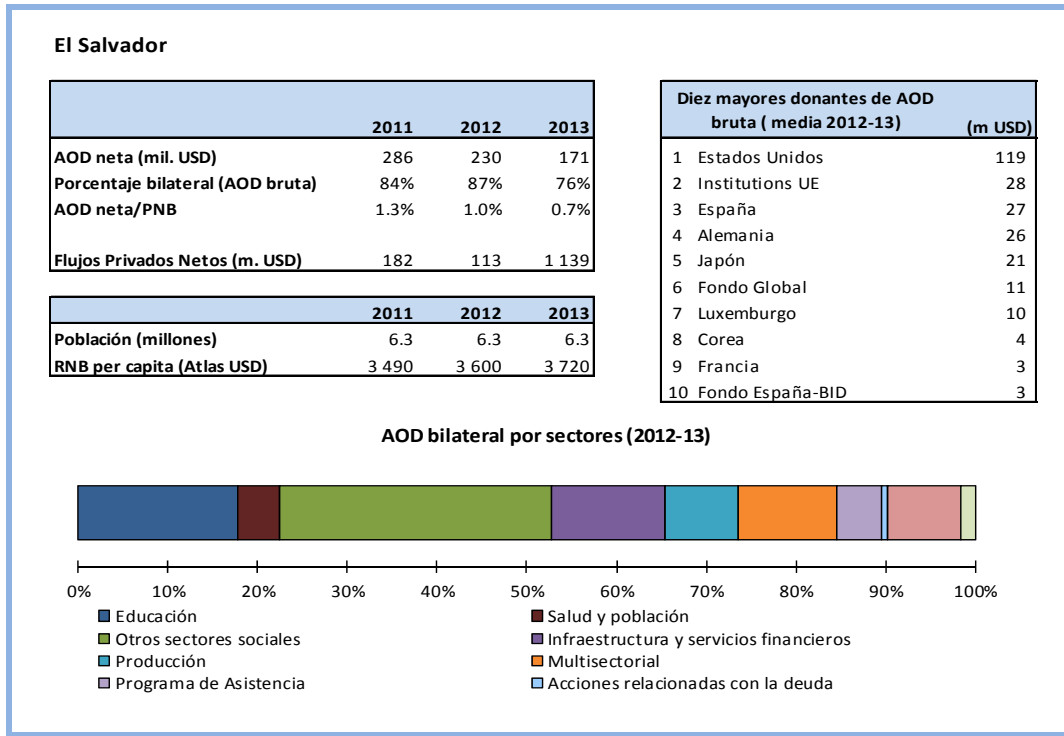 El Salvador
2011 2012 2013
AOD neta (mil. USD) 286 230 171
Porcentaje bilateral (AOD bruta) 84% 87% 76%
AOD neta/PNB 1.3% 1.0% 0.7%
Flujos Privados Netos (m. USD) 182 113 1 139
2011 2012 2013
Población (millones) 6.3 6.3 6.3
RNB per capita (Atlas USD) 3 490 3 600 3 720
Diez mayores donantes de AOD
bruta ( media 2012-13) (m USD)
1 Estados Unidos 119
2 Institutions UE 28
3 España 27
4 Alemania 26
5 Japón 21
6 Fondo Global 11
7 Luxemburgo 10
8 Corea 4
9 Francia 3
10 Fondo España-BID 3
AOD bilateral por sectores (2012-13)
0% 10% 20% 30% 40% 50% 60% 70% 80% 90% 100%
Educación Salud y población
Otros sectores sociales Infraestructura y servicios financieros
Producción Multisectorial
Programa de Asistencia Acciones relacionadas con la deuda